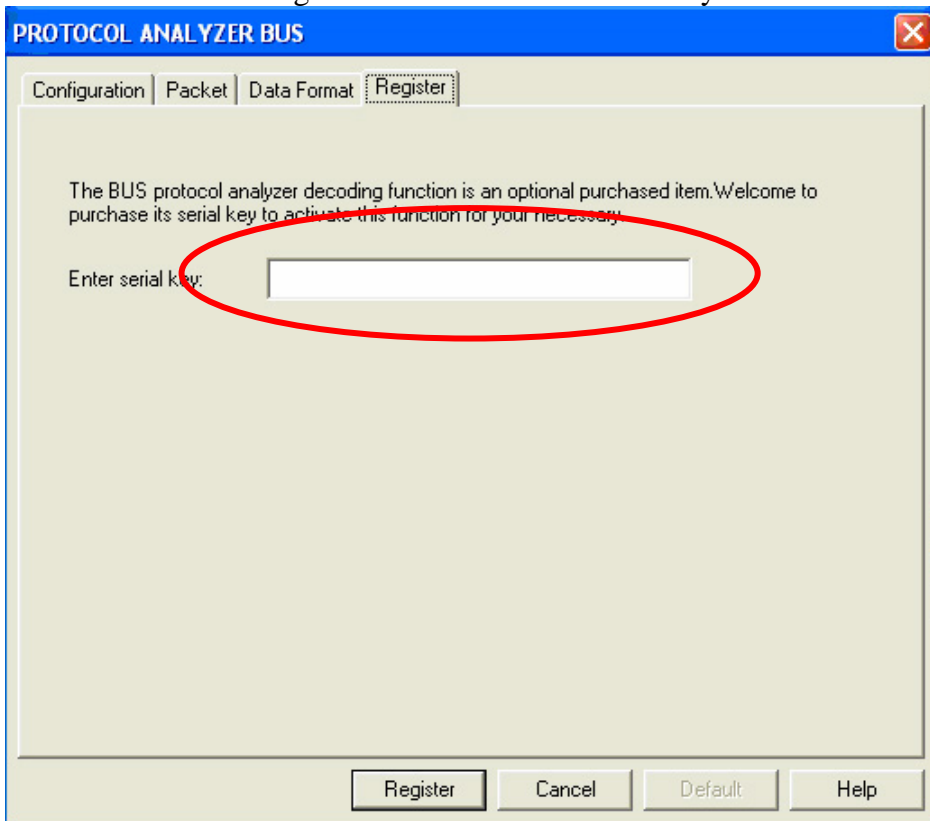 PROTOCOL ANALYZER BUS
Configuration Packet Data Format Register
The BUS protocol analyzer decoding function is an optional purchased item.Welcome to
purchase its serial key to activate this function for your necessary.
Enter serial key:
Register Cancel Default Help